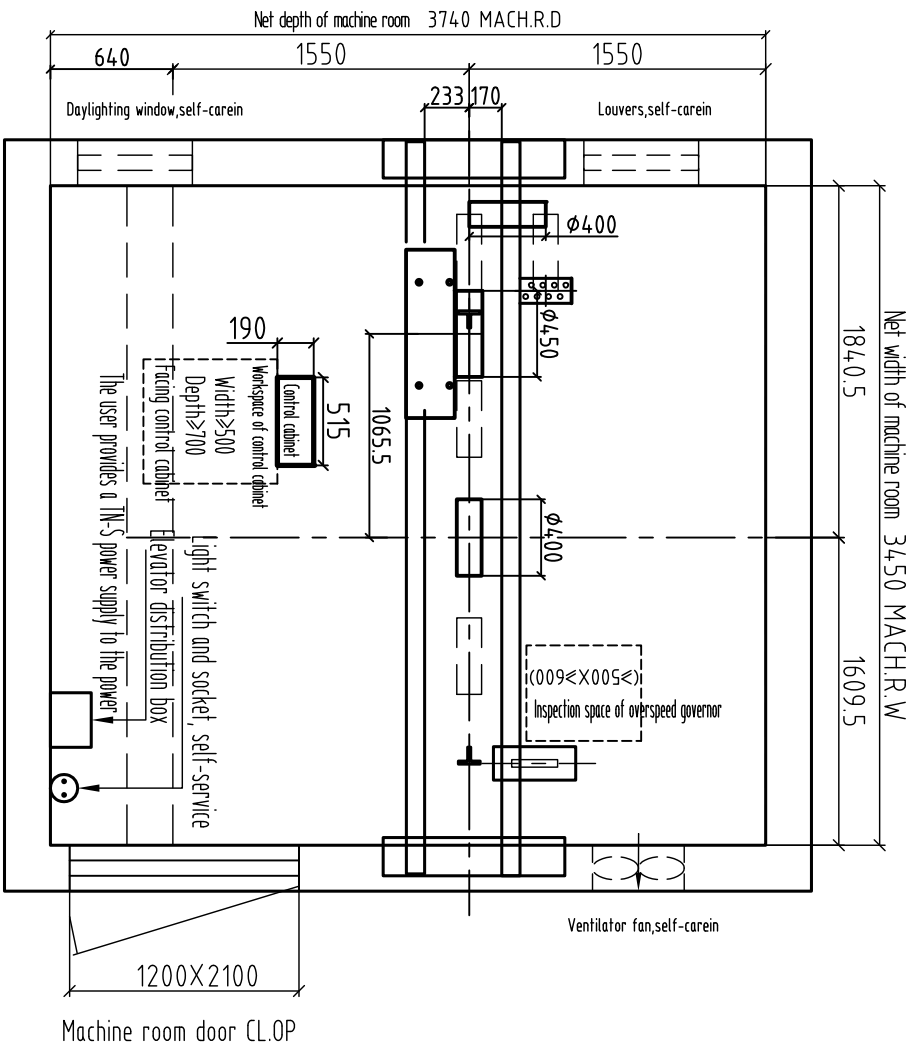 Net depth of machine room 3740 MACH.R.D
640
1550
1550
233
170
Daylighting window,self-carein
Louvers,self-carein
Φ400
Φ450
190
515
1065.5
Control cabinet
Workspace of control cabinet
Width≥500
Depth≥700
Facing control cabinet
The user provides a TN-S power supply to the power
Elevator distribution box
Light switch and socket, self-service
Φ400
(≥500X≥600)
Inspection space of overspeed governor
1840.5
1609.5
Net width of machine room 3450 MACH.R.W
Ventilator fan,self-carein
1200X2100
Machine room door CL.OP